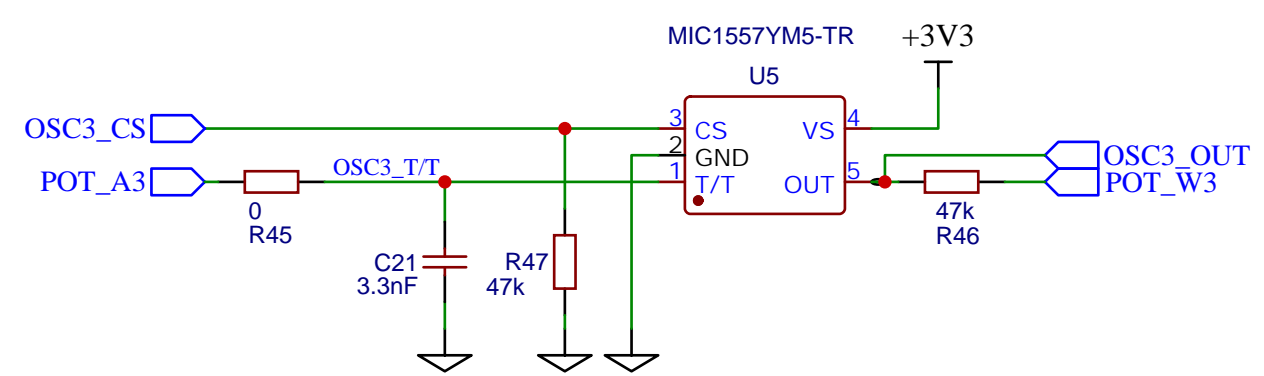 MIC1557YM5-TR
+3V3
U5
OSC3_CS
3
CS
VS
4
2
GND
OSC3_OUT
POT_A3
OSC3_T/T
1
T/T
OUT
5
POT_W3
0
R45
47k
R46
C21
3.3nF
R47
47k